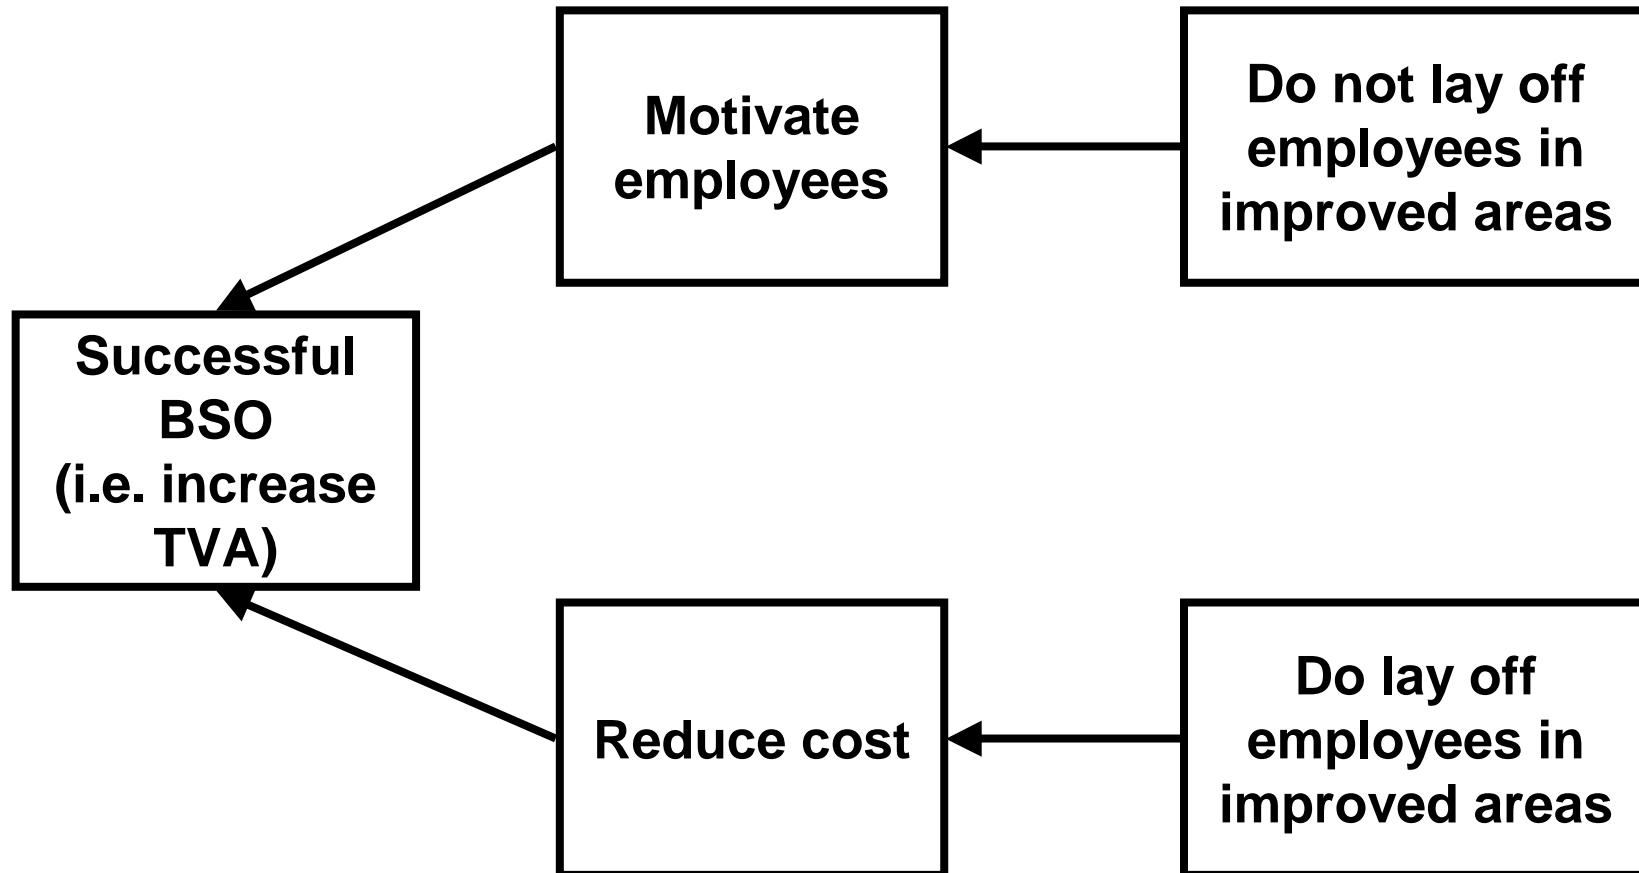 Motivate
employees
Do not lay off
employees in
improved areas
Successful
BSO
(i.e. increase
TVA)
Reduce cost
Do lay off
employees in
improved areas